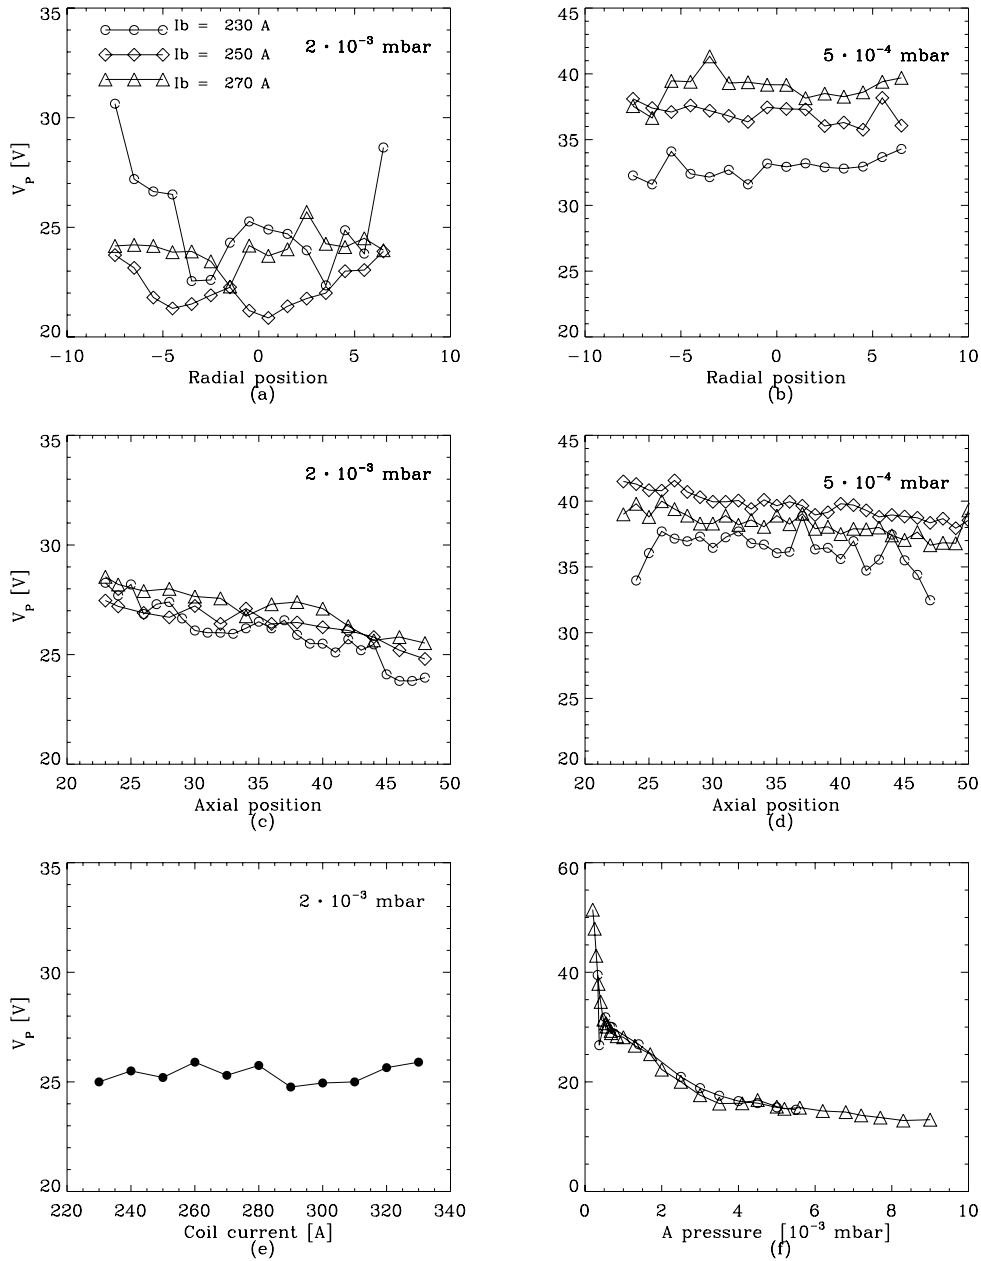 35
30
25
20
V_P [V]
Ib = 230 A
Ib = 250 A
Ib = 270 A
2 · 10⁻³ mbar
−10 −5 0 5 10
Radial position
(a)
45
40
35
30
25
20
5 · 10⁻⁴ mbar
−10 −5 0 5 10
Radial position
(b)
35
30
25
20
V_P [V]
2 · 10⁻³ mbar
20 25 30 35 40 45 50
Axial position
(c)
45
40
35
30
25
20
5 · 10⁻⁴ mbar
20 25 30 35 40 45 50
Axial position
(d)
35
30
25
20
V_P [V]
2 · 10⁻³ mbar
220 240 260 280 300 320 340
Coil current [A]
(e)
60
40
20
0
0 2 4 6 8 10
A pressure [10⁻³ mbar]
(f)